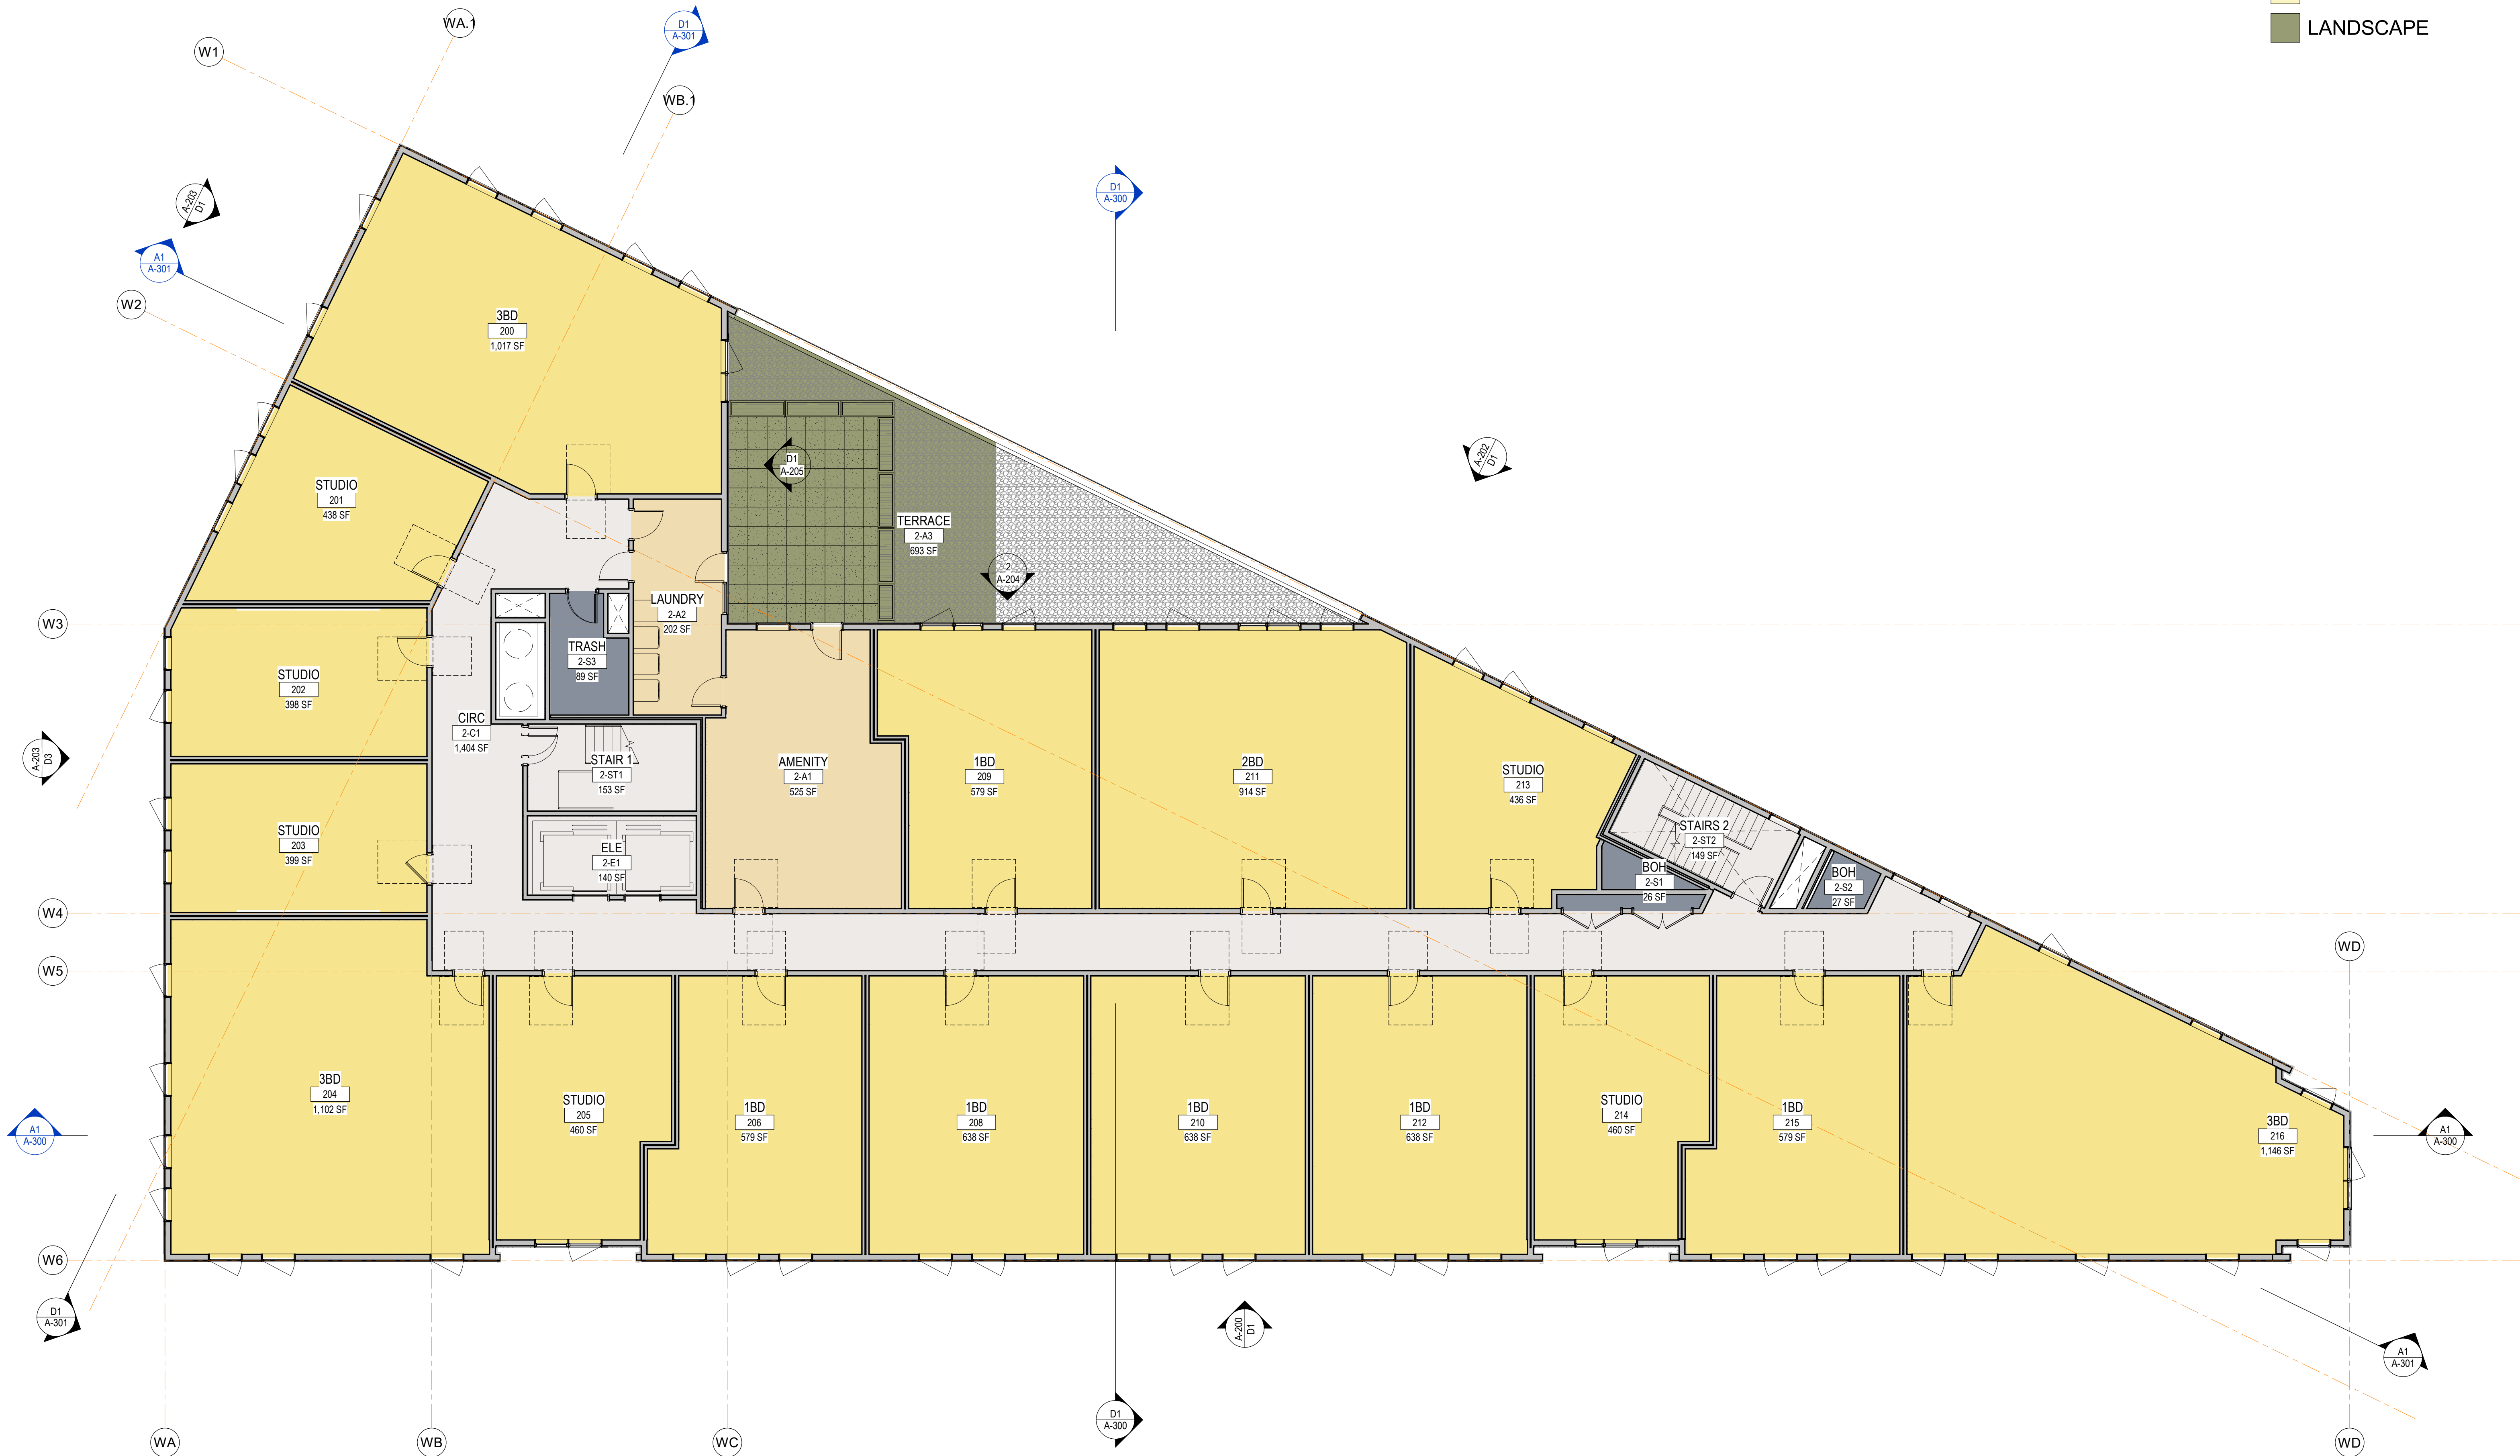 WA.1
D1
A-301
LANDSCAPE
W1
WB.1
A-203
D1
D1
A-300
A1
A-301
W2
3BD
200
1,017 SF
D1
A-205
A-202
D1
STUDIO
201
438 SF
TERRACE
2-A3
693 SF
2
A-204
LAUNDRY
2-A2
202 SF
W3
TRASH
2-S3
89 SF
STUDIO
202
398 SF
CIRC
2-C1
1,404 SF
A-203
D3
STAIR 1
2-ST1
153 SF
AMENITY
2-A1
525 SF
1BD
209
579 SF
2BD
211
914 SF
STUDIO
213
436 SF
STUDIO
203
399 SF
ELE
2-E1
140 SF
STAIRS 2
2-ST2
149 SF
BOH
2-S1
26 SF
BOH
2-S2
27 SF
W4
WD
W5
3BD
204
1,102 SF
STUDIO
205
460 SF
1BD
206
579 SF
1BD
208
638 SF
1BD
210
638 SF
1BD
212
638 SF
STUDIO
214
460 SF
1BD
215
579 SF
3BD
216
1,146 SF
A1
A-300
A1
A-300
W6
D1
A-301
A-200
D1
A1
A-301
D1
A-300
WA
WB
WC
WD